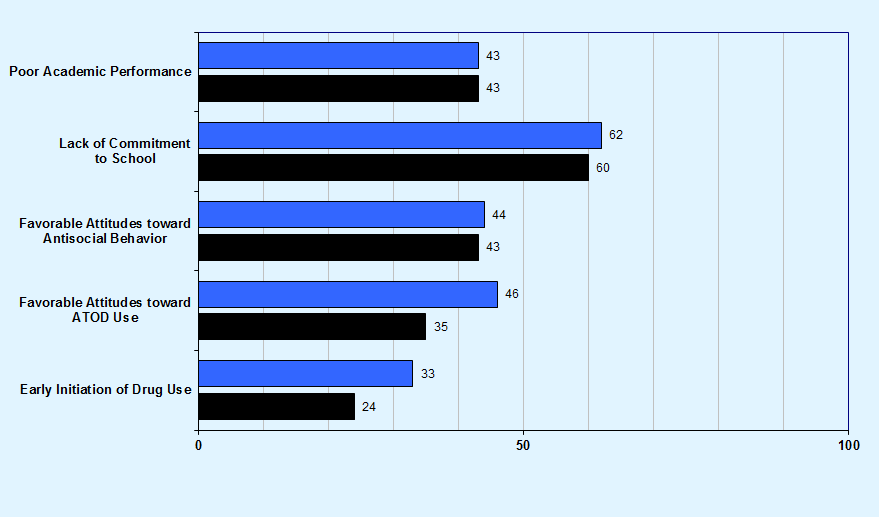 Poor Academic Performance
43
43
Lack of Commitment
to School
62
60
Favorable Attitudes toward
Antisocial Behavior
44
43
Favorable Attitudes toward
ATOD Use
46
35
Early Initiation of Drug Use
33
24
0 50 100